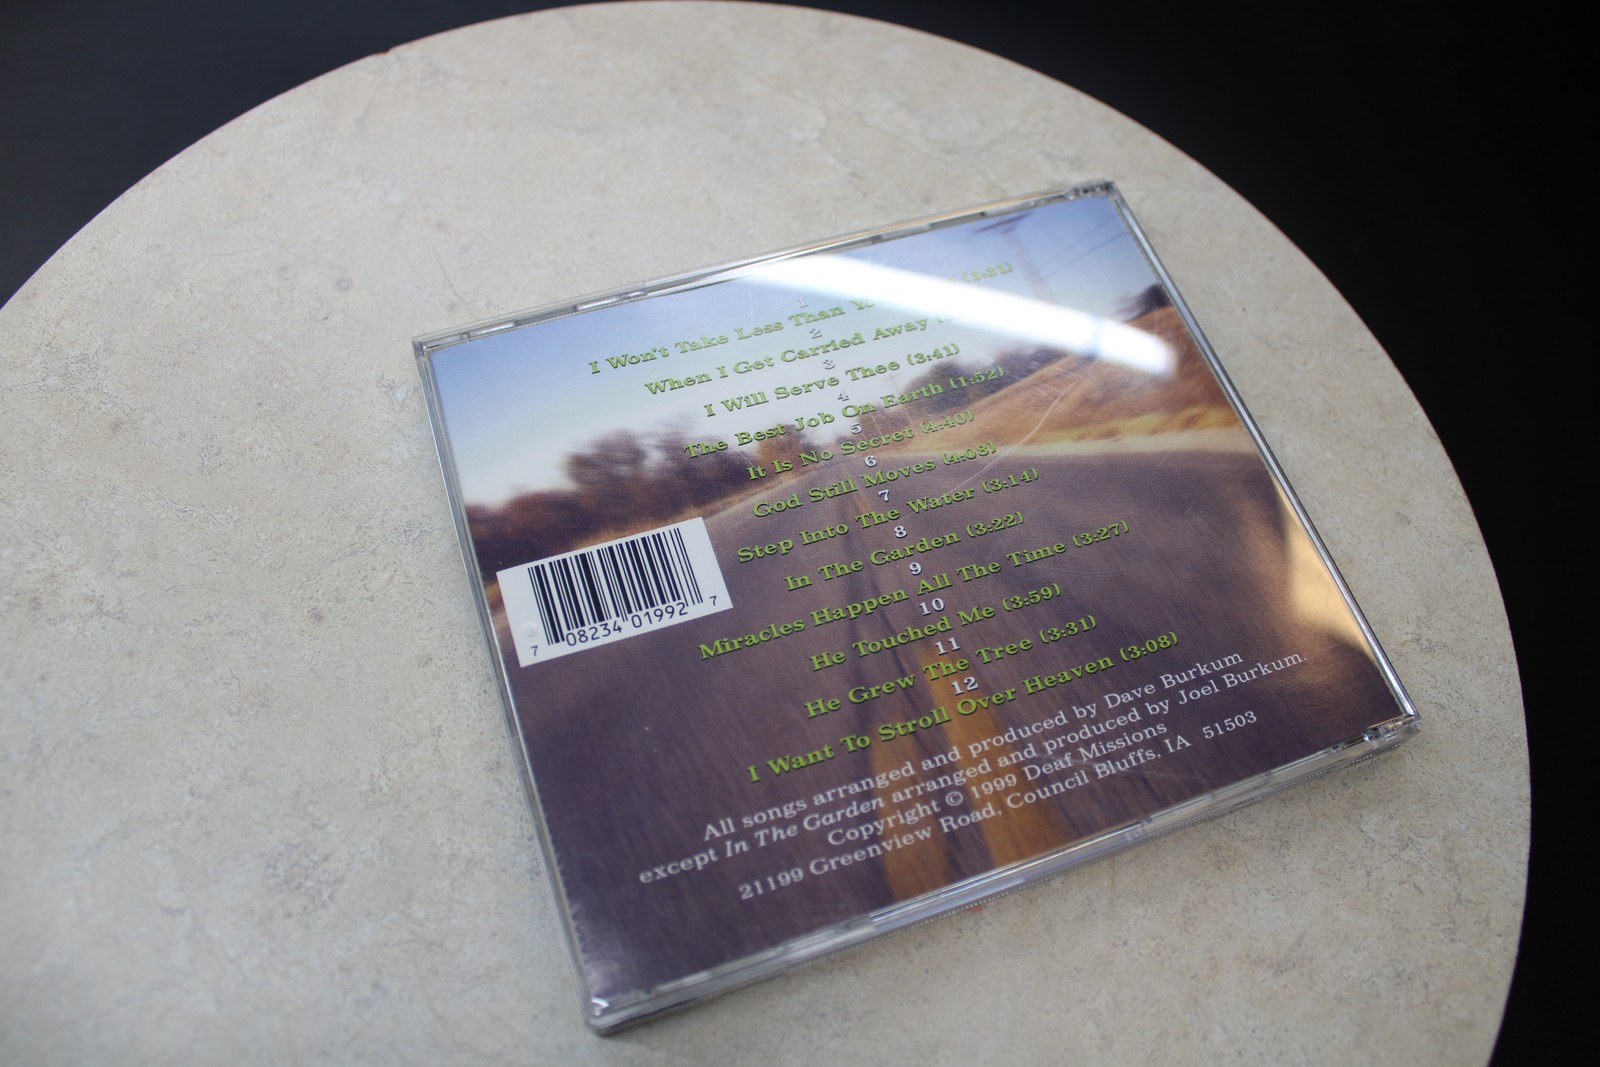 1
I Won't Take Less Than (3:31)
2
When I Get Carried Away
3
I Will Serve Thee (3:41)
4
The Best Job On Earth (1:52)
5
It Is No Secret (4:40)
6
God Still Moves (4:08)
7
Step Into The Water (3:14)
8
In The Garden (3:22)
9
Miracles Happen All The Time (3:27)
10
He Touched Me (3:59)
11
He Grew The Tree (3:31)
12
I Want To Stroll Over Heaven (3:03)
7 08234 01992 7
All songs arranged and produced by Dave Burkum
except In The Garden arranged and produced by Joel Burkum.
Copyright © 1999 Deaf Missions
21199 Greenview Road, Council Bluffs, IA 51503